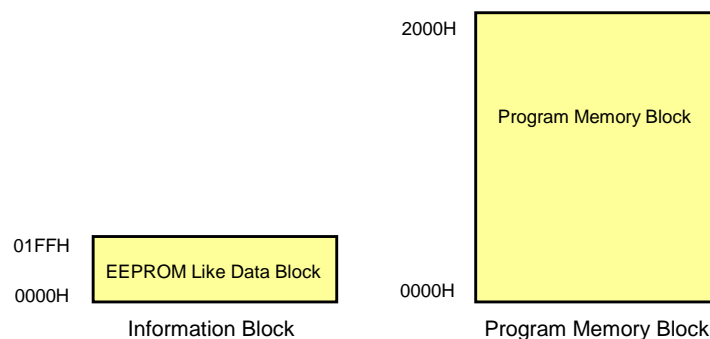 2000H
Program Memory Block
01FFH
EEPROM Like Data Block
0000H
0000H
Information Block
Program Memory Block